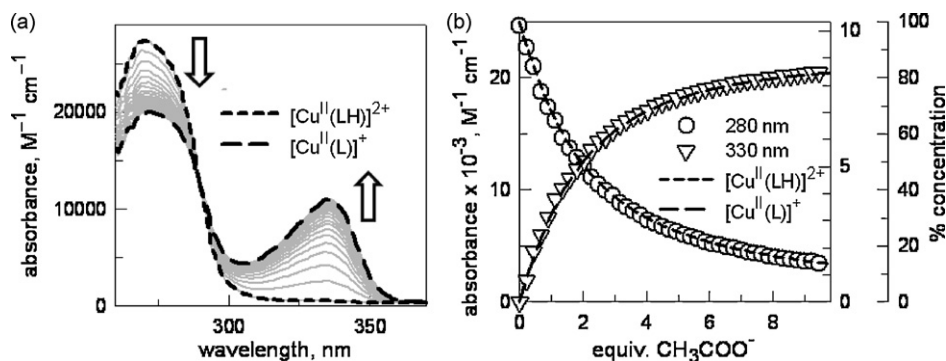 (a)
absorbance, M⁻¹ cm⁻¹
20000
10000
0
[Cuᴵᴵ(LH)]²⁺
[Cuᴵᴵ(L)]⁺
300
350
wavelength, nm
(b)
absorbance x 10⁻³, M⁻¹ cm⁻¹
20
10
0
280 nm
330 nm
[Cuᴵᴵ(LH)]²⁺
[Cuᴵᴵ(L)]⁺
0
2
4
6
8
equiv. CH₃COO⁻
10
5
0
100
80
60
40
20
0
% concentration